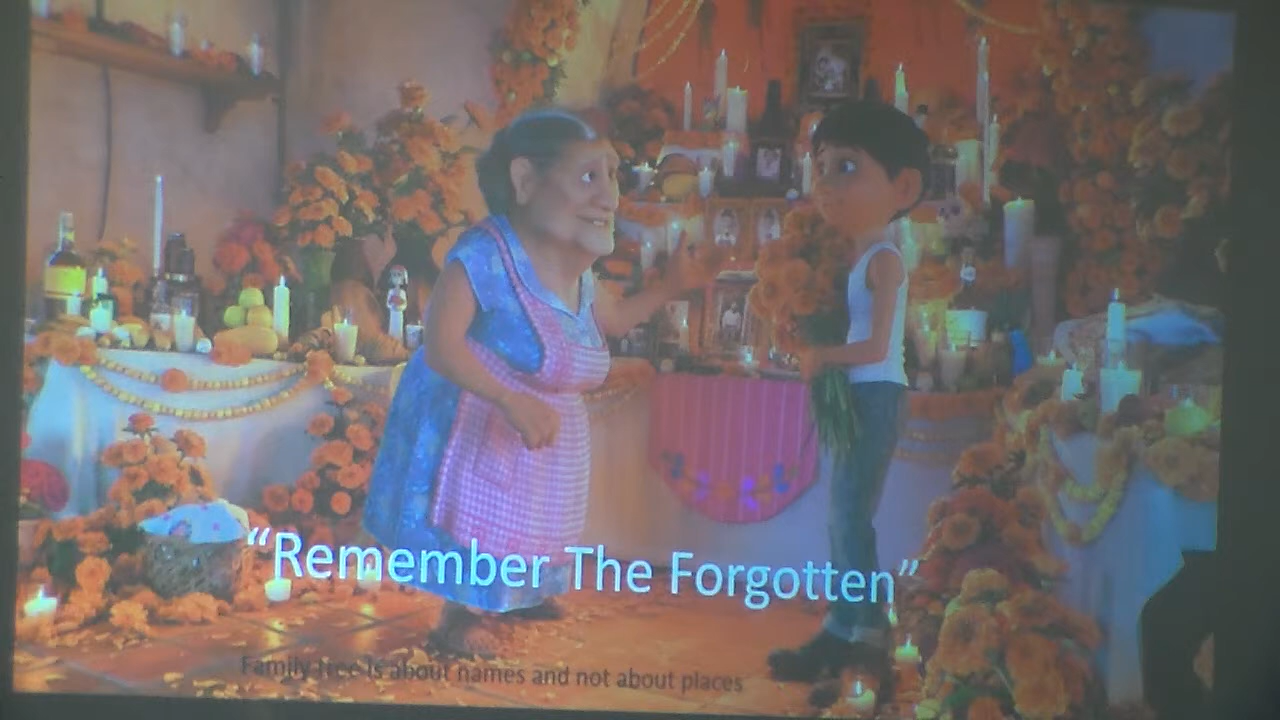 “Remember The Forgotten”
Family tree is about names and not about places